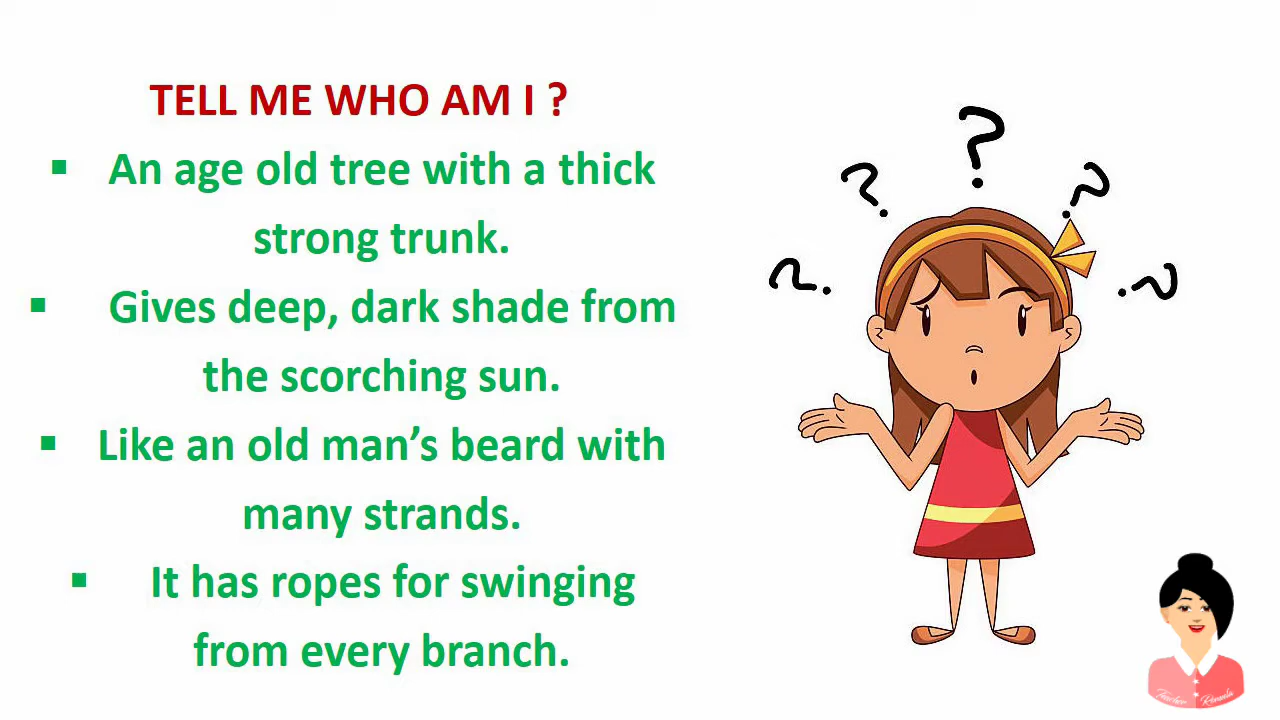 TELL ME WHO AM I ?
▪ An age old tree with a thick
strong trunk.
▪ Gives deep, dark shade from
the scorching sun.
▪ Like an old man’s beard with
many strands.
▪ It has ropes for swinging
from every branch.
Teacher